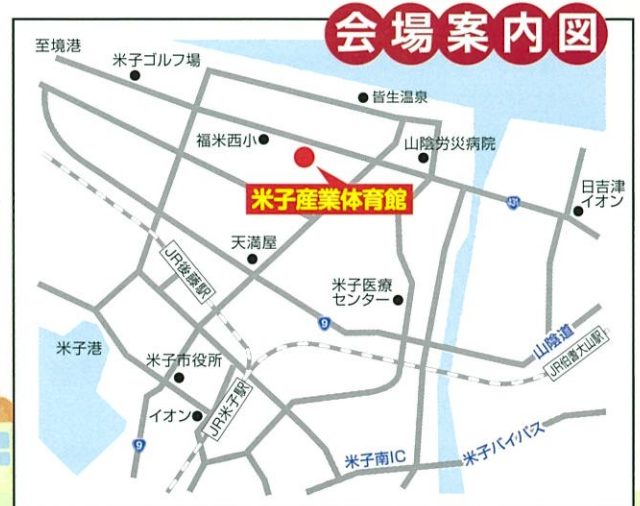 会場案内図
至境港
米子ゴルフ場
皆生温泉
福米西小
山陰労災病院
米子産業体育館
431
日吉津
イオン
天満屋
JR後藤駅
米子医療
センター
9
山陰道
JR伯耆大山駅
米子港
米子市役所
JR米子駅
イオン
9
米子南IC
米子バイパス